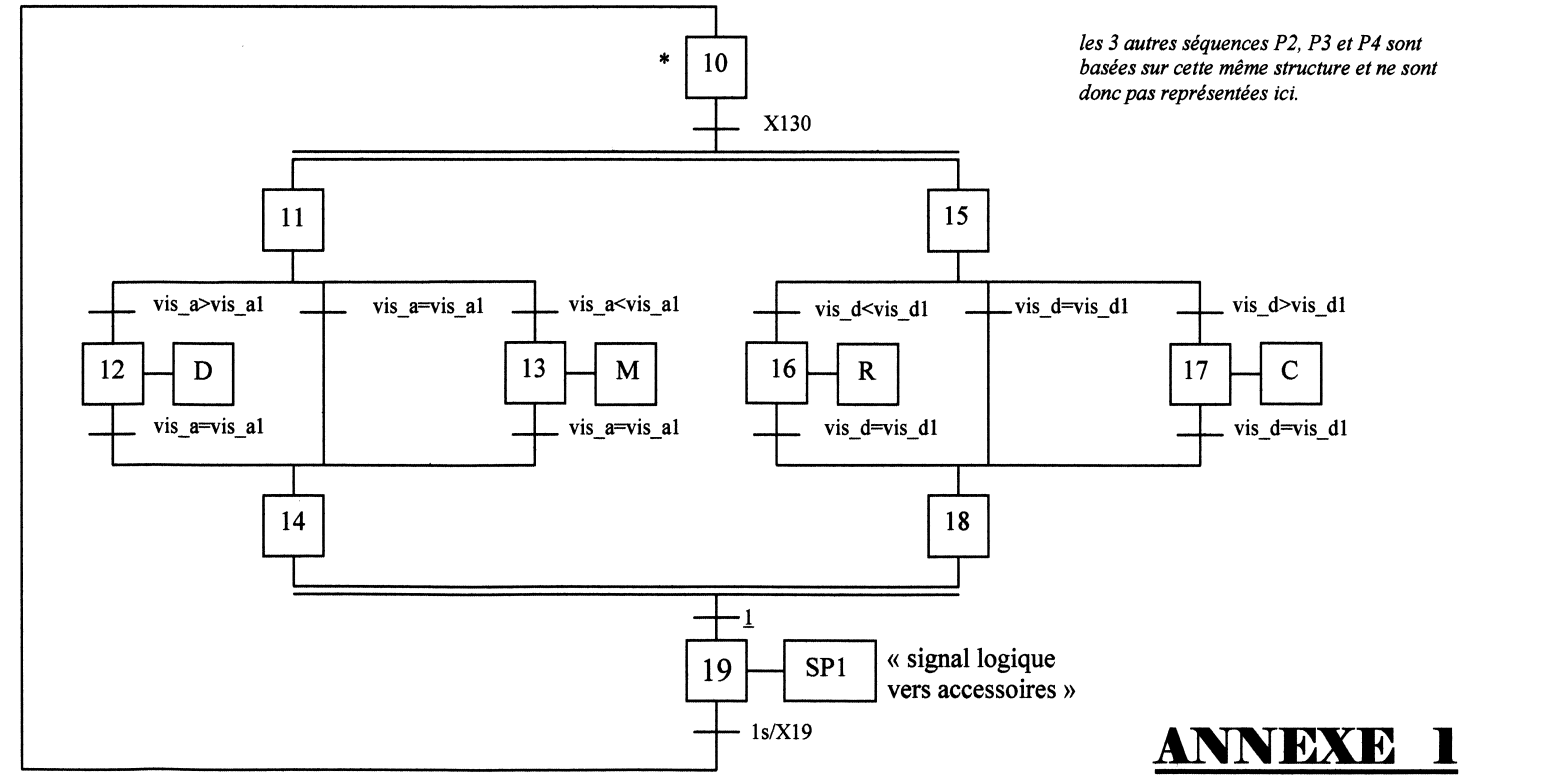 les 3 autres séquences P2, P3 et P4 sont
basées sur cette même structure et ne sont
donc pas représentées ici.
* 10
X130
11
15
vis_a>vis_a1
vis_a=vis_a1
vis_a<vis_a1
vis_d<vis_d1
vis_d=vis_d1
vis_d>vis_d1
12
D
13
M
16
R
17
C
vis_a=vis_a1
vis_a=vis_a1
vis_d=vis_d1
vis_d=vis_d1
14
18
1
19
SP1
« signal logique
vers accessoires »
1s/X19
ANNEXE 1